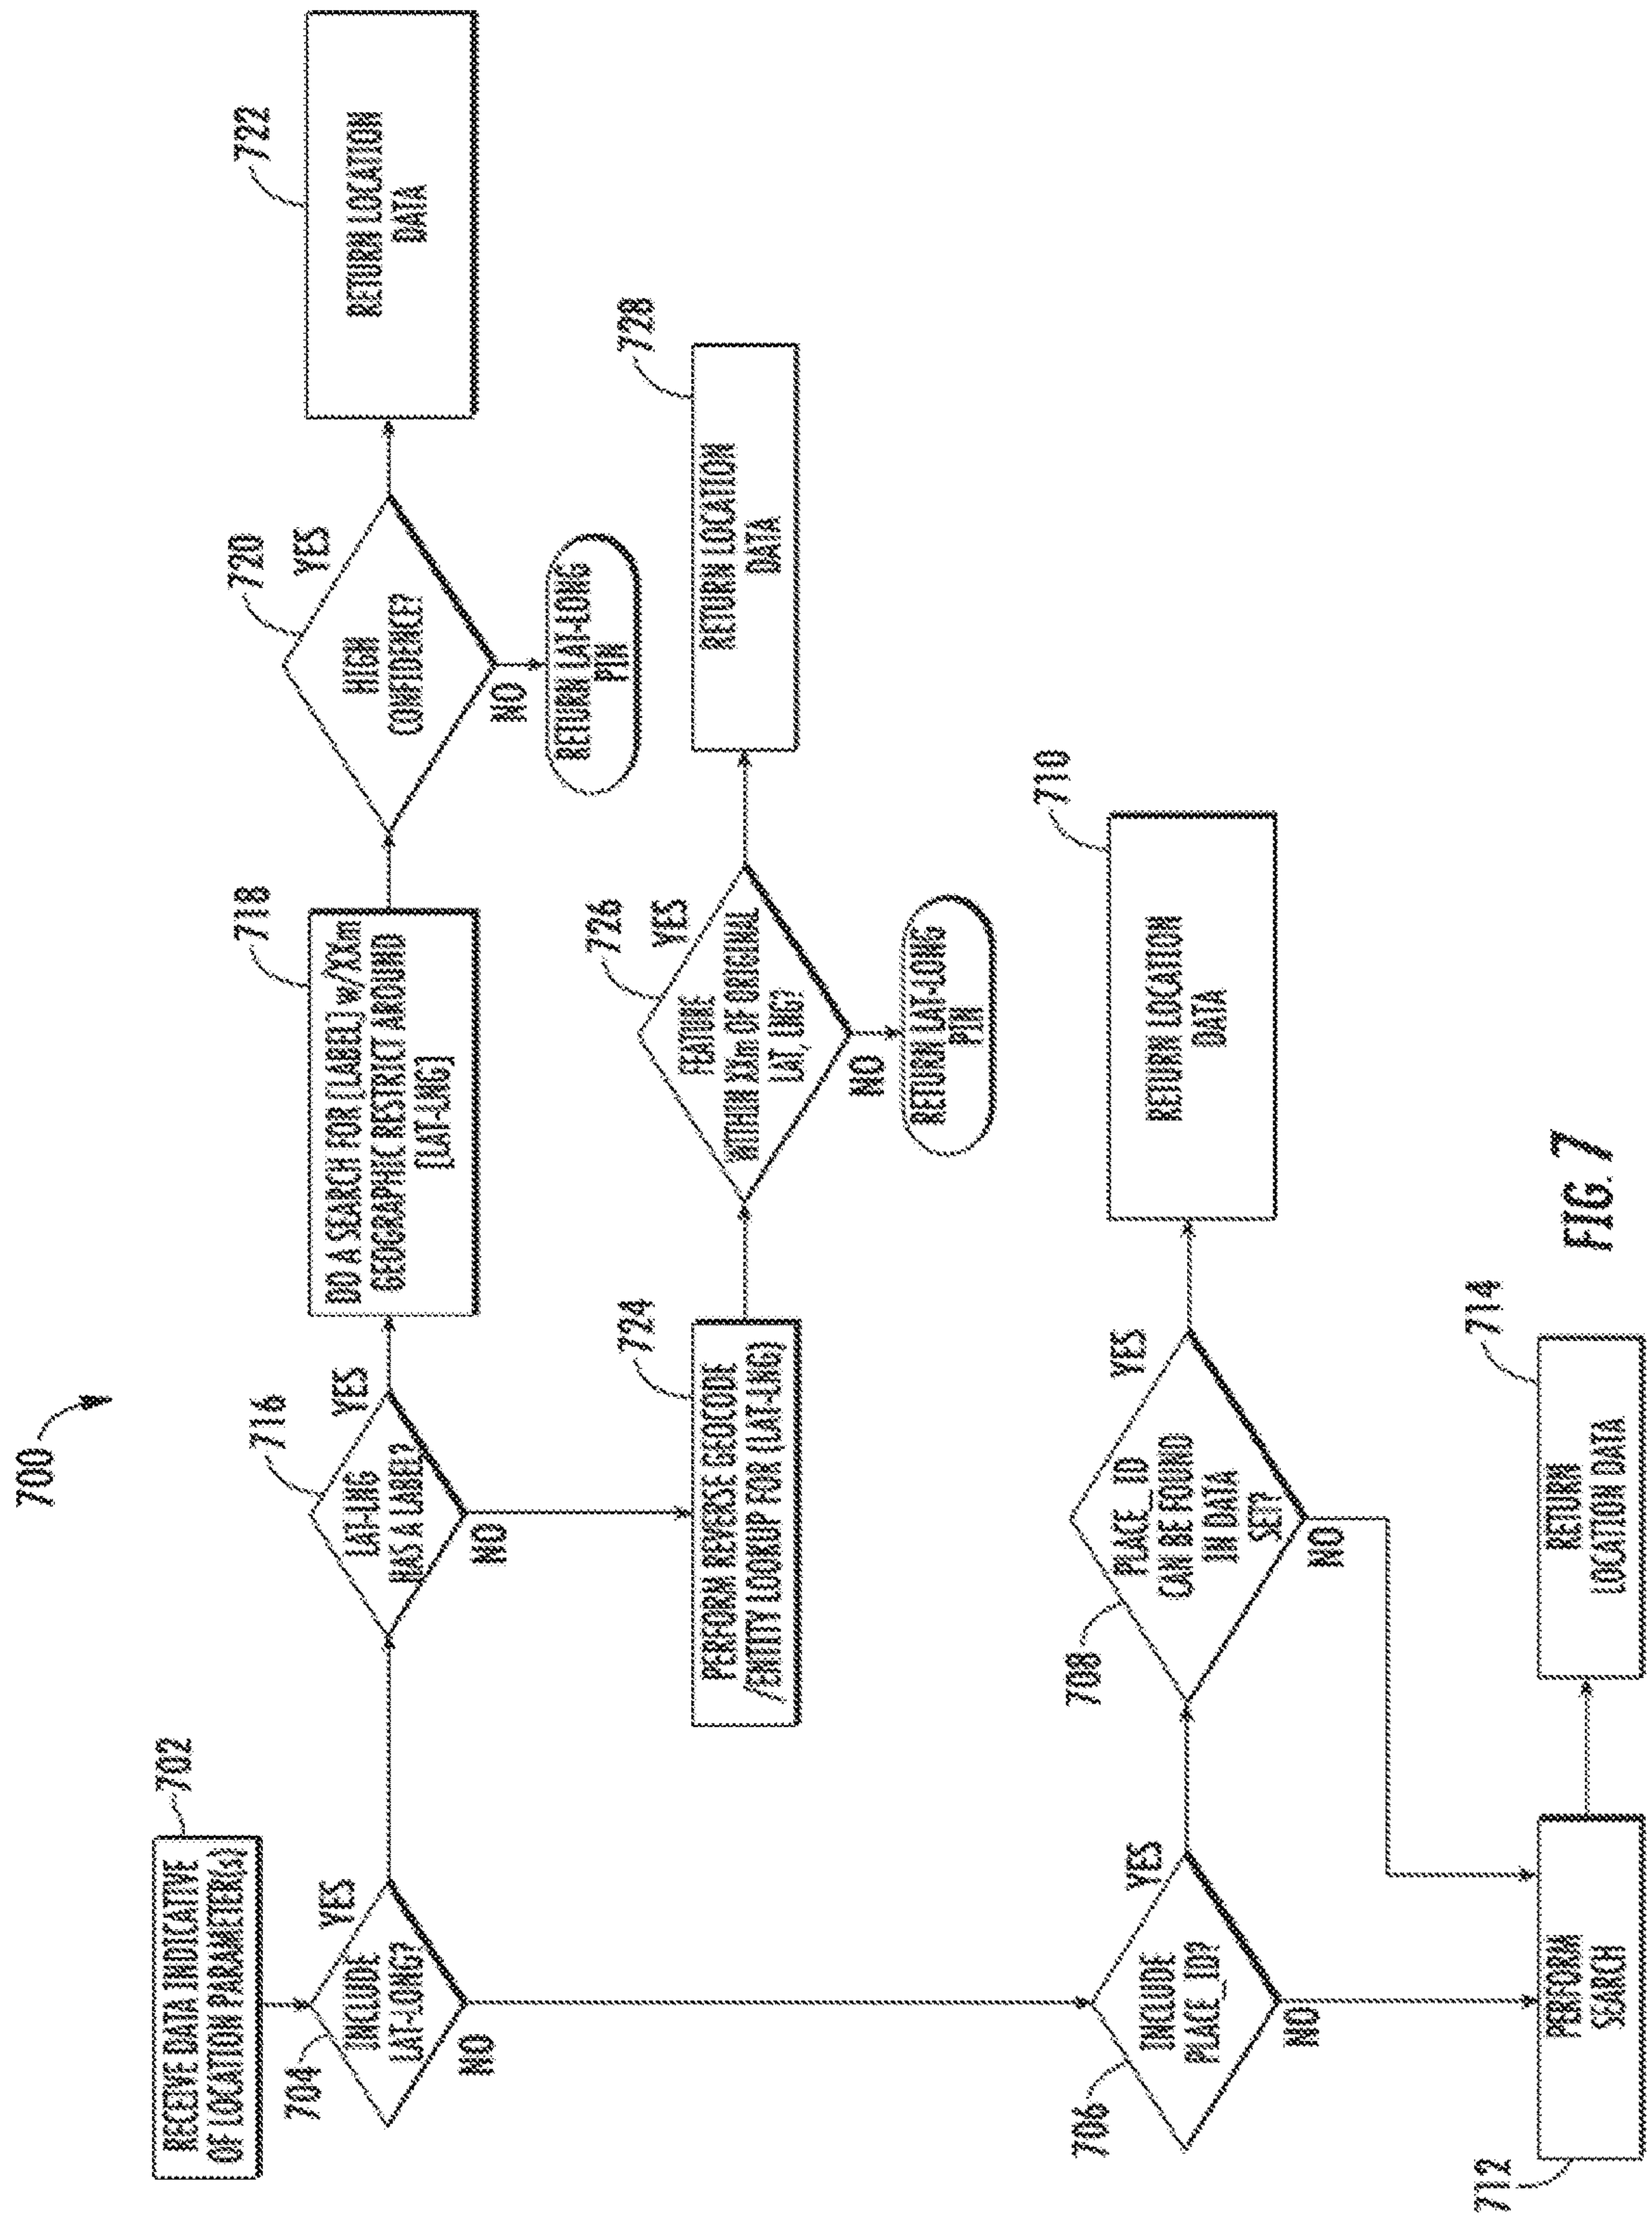 700
702
RECEIVE DATA INDICATIVE
OF LOCATION PARAMETER(s)
704
INCLUDE
LAT-LONG?
YES
NO
716
LAT-LNG
HAS A LABEL?
YES
NO
718
DO A SEARCH FOR [LABEL] w/XXm
GEOGRAPHIC RESTRICT AROUND
[LAT-LNG]
720
HIGH
CONFIDENCE?
YES
NO
RETURN LAT-LONG
PIN
722
RETURN LOCATION
DATA
724
PERFORM REVERSE GEOCODE
/ENTITY LOOKUP FOR [LAT-LNG]
726
FEATURE
WITHIN XXm OF ORIGINAL
LAT, LNG?
YES
NO
RETURN LAT-LONG
PIN
728
RETURN LOCATION
DATA
706
INCLUDE
PLACE_ID?
YES
NO
708
PLACE_ID
CAN BE FOUND
IN DATA
SET?
YES
NO
710
RETURN LOCATION
DATA
712
PERFORM
SEARCH
714
RETURN
LOCATION DATA
FIG. 7